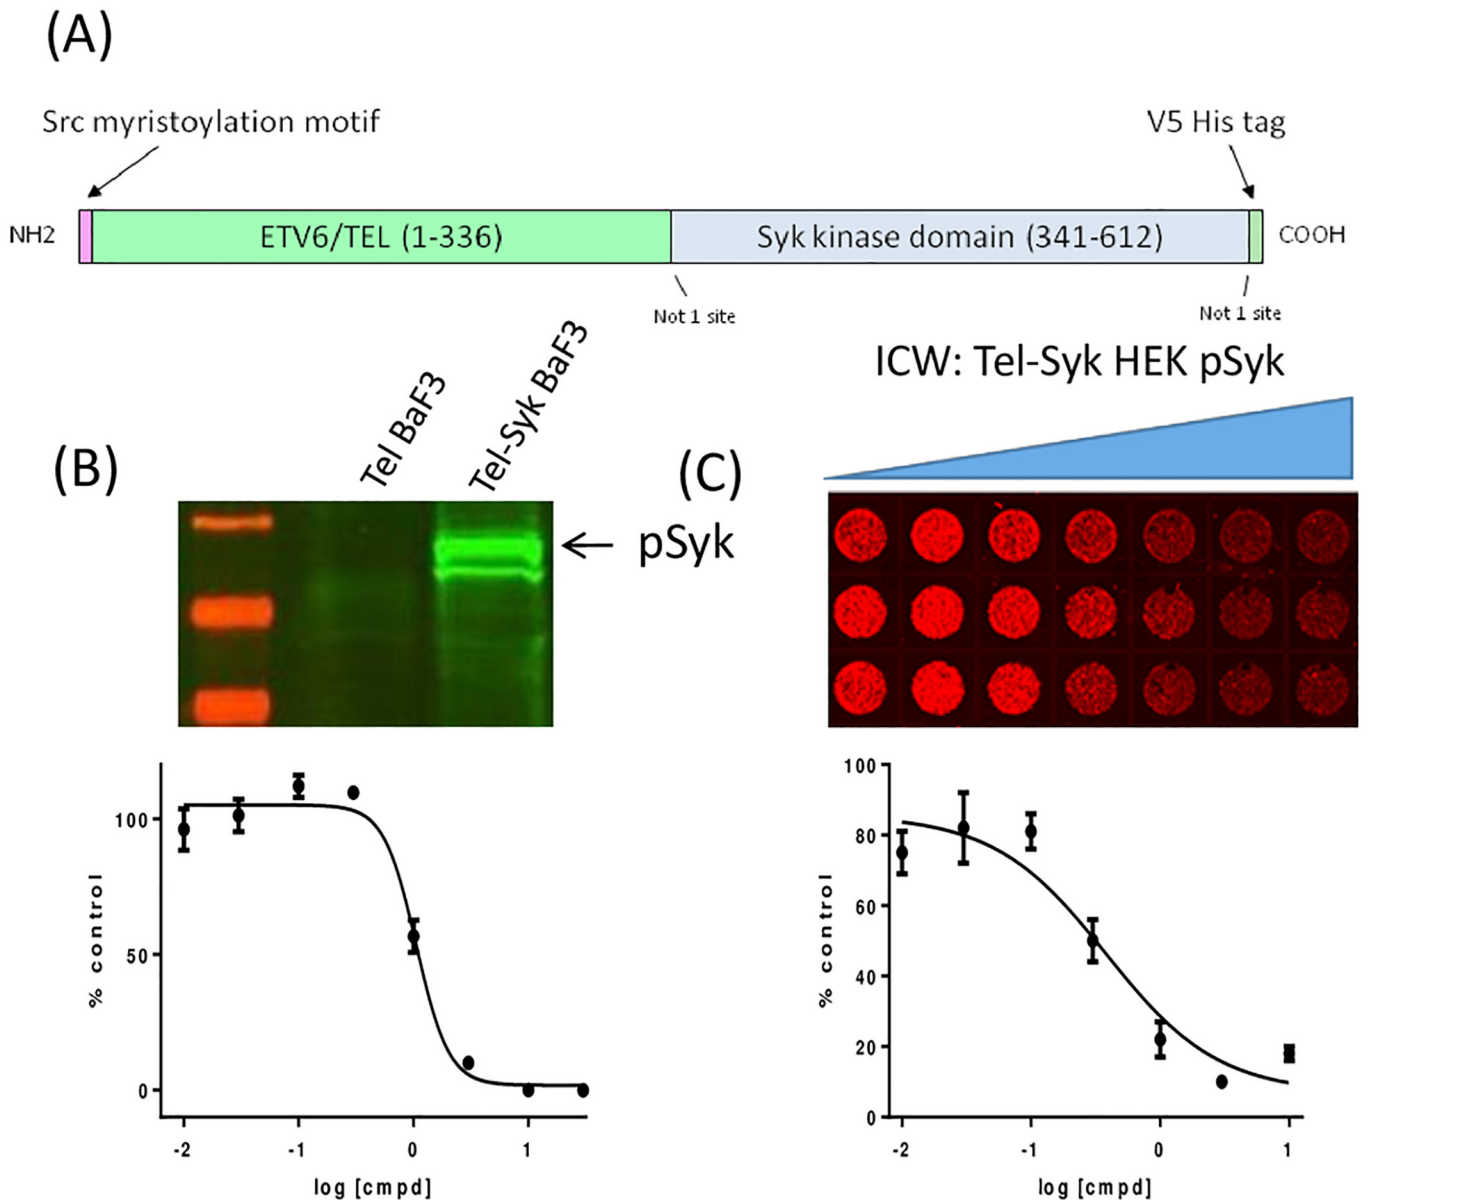 (A)
Src myristoylation motif
V5 His tag
NH2
ETV6/TEL (1-336)
Syk kinase domain (341-612)
COOH
Not 1 site
Not 1 site
(B)
Tel BaF3
Tel-Syk BaF3
pSyk
100
50
0
% control
-2
-1
0
1
log [cmpd]
(C)
ICW: Tel-Syk HEK pSyk
100
80
60
40
20
0
% control
-2
-1
0
1
log [cmpd]